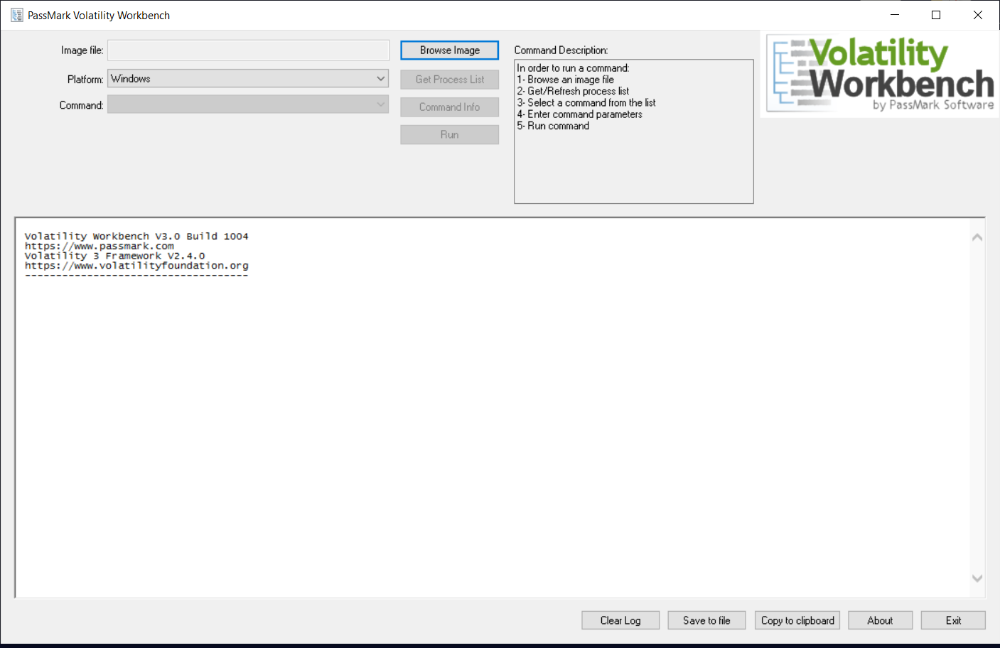 PassMark Volatility Workbench
Image file:
Browse Image
Platform:
Windows
Get Process List
Command:
Command Info
Run
Command Description:
In order to run a command:
1- Browse an image file
2- Get/Refresh process list
3- Select a command from the list
4- Enter command parameters
5- Run command
Volatility
Workbench
by PassMark Software
Volatility Workbench V3.0 Build 1004
https://www.passmark.com
Volatility 3 Framework V2.4.0
https://www.volatilityfoundation.org
------------------------------------
Clear Log
Save to file
Copy to clipboard
About
Exit